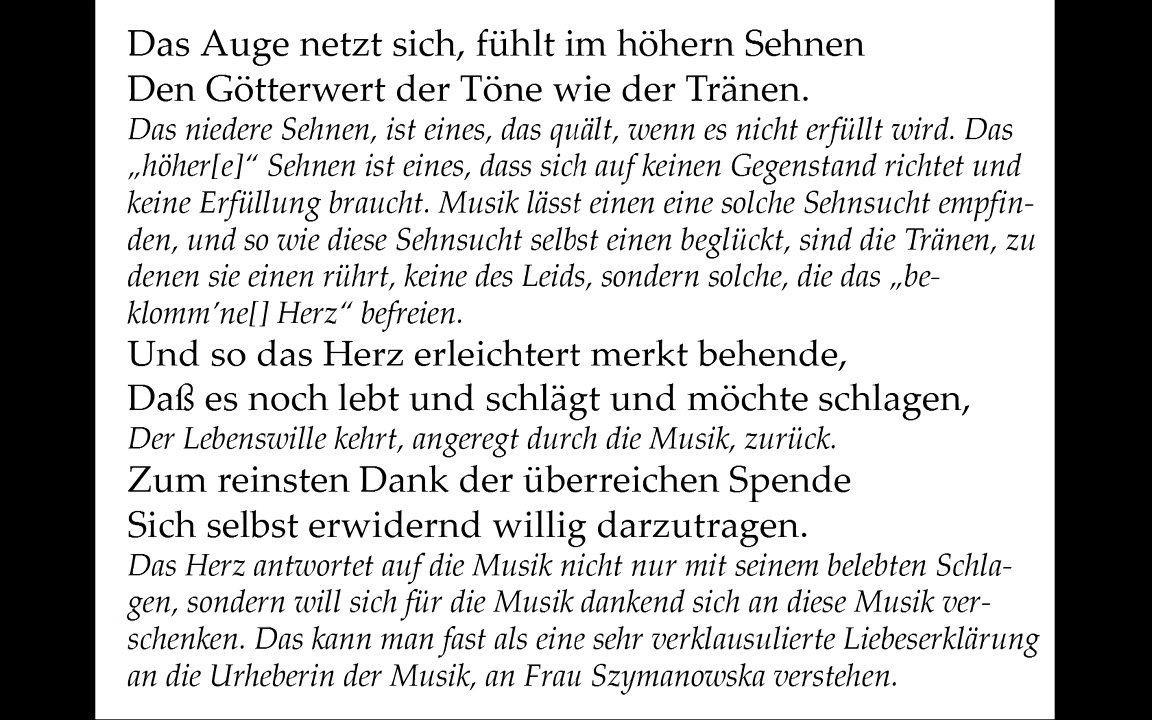 Das Auge netzt sich, fühlt im höhern Sehnen
Den Götterwert der Töne wie der Tränen.
Das niedere Sehnen, ist eines, das quält, wenn es nicht erfüllt wird. Das
„höher[e]“ Sehnen ist eines, dass sich auf keinen Gegenstand richtet und
keine Erfüllung braucht. Musik lässt einen eine solche Sehnsucht empfin-
den, und so wie diese Sehnsucht selbst einen beglückt, sind die Tränen, zu
denen sie einen rührt, keine des Leids, sondern solche, die das „be-
klomm’ne[] Herz“ befreien.
Und so das Herz erleichtert merkt behende,
Daß es noch lebt und schlägt und möchte schlagen,
Der Lebenswille kehrt, angeregt durch die Musik, zurück.
Zum reinsten Dank der überreichen Spende
Sich selbst erwidernd willig darzutragen.
Das Herz antwortet auf die Musik nicht nur mit seinem belebten Schla-
gen, sondern will sich für die Musik dankend sich an diese Musik ver-
schenken. Das kann man fast als eine sehr verklausulierte Liebeserklärung
an die Urheberin der Musik, an Frau Szymanowska verstehen.